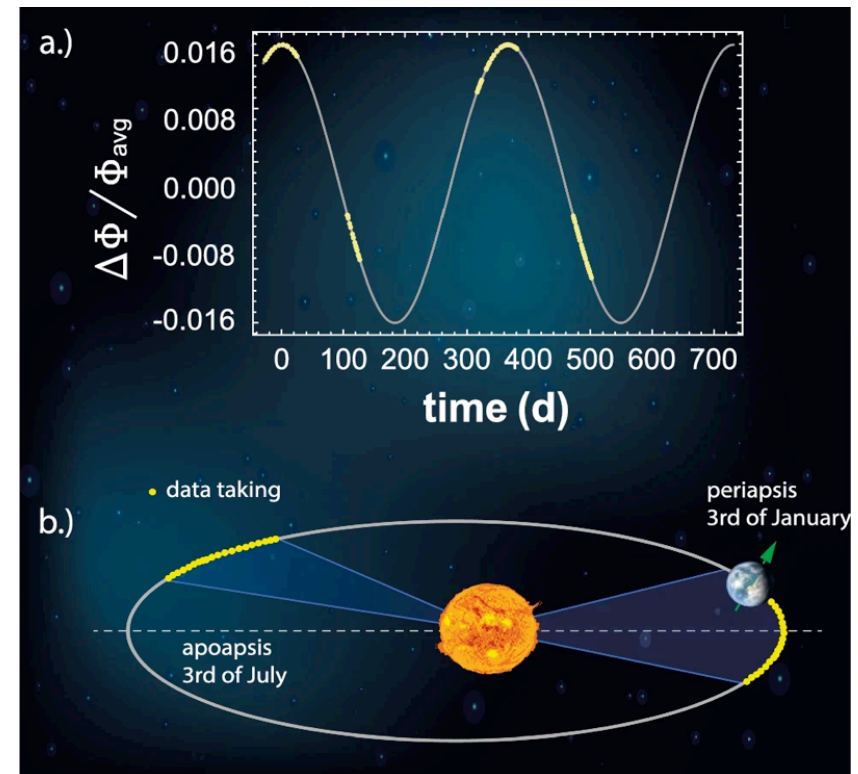 a.)
0.016
0.008
0.000
-0.008
-0.016
ΔΦ/Φavg
0 100 200 300 400 500 600 700
time (d)
data taking
b.)
periapsis
3rd of January
apoapsis
3rd of July